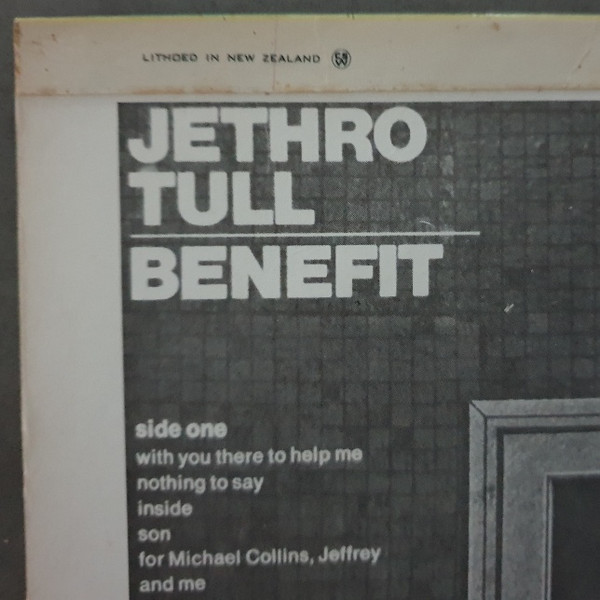 LITHOED IN NEW ZEALAND
JETHRO
TULL
BENEFIT
side one
with you there to help me
nothing to say
inside
son
for Michael Collins, Jeffrey
and me